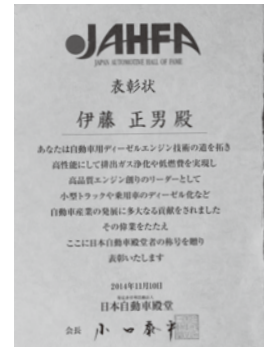 JAHFA
JAPAN AUTOMOTIVE HALL OF FAME
表彰状
伊藤 正男 殿
あなたは自動車用ディーゼルエンジン技術の道を拓き
高性能にして排出ガス浄化や低燃費を実現し
高品質エンジン創りのリーダーとして
小型トラックや乗用車のディーゼル化など
自動車産業の発展に多大なる貢献をされました
その偉業をたたえ
ここに日本自動車殿堂者の称号を贈り
表彰いたします
2014年11月10日
日本自動車殿堂
会長 小口泰平